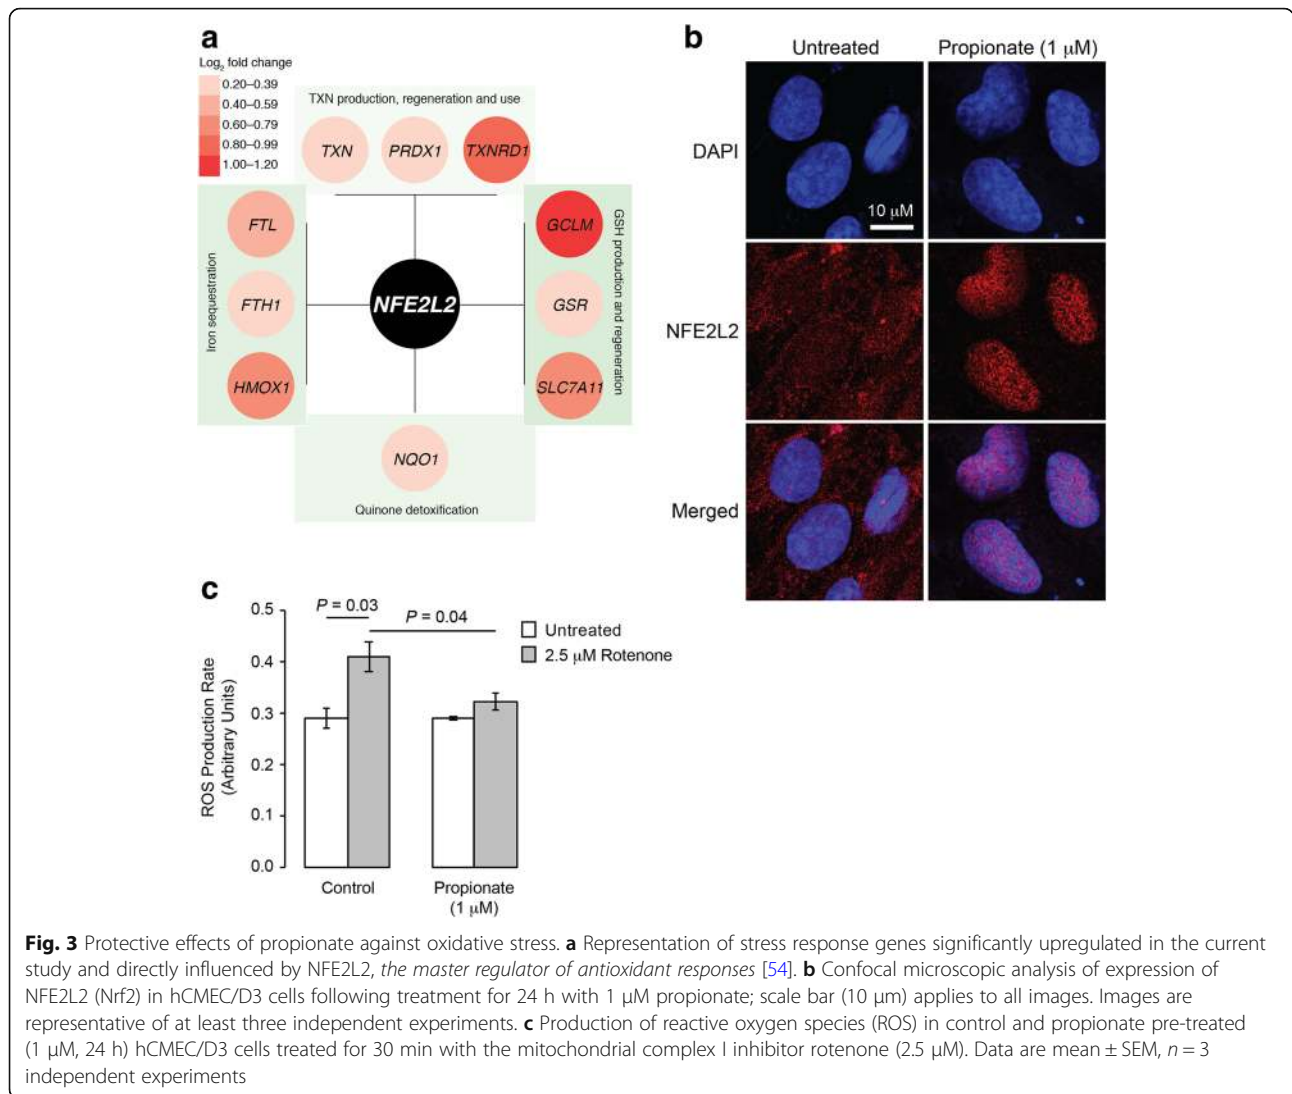 a
Log2 fold change
0.20–0.39
0.40–0.59
0.60–0.79
0.80–0.99
1.00–1.20
TXN production, regeneration and use
TXN
PRDX1
TXNRD1
Iron sequestration
FTL
FTH1
HMOX1
NFE2L2
GCLM
GSR
SLC7A11
GSH production and regeneration
NQO1
Quinone detoxification
b
Untreated
Propionate (1 μM)
DAPI
10 μM
NFE2L2
Merged
c
ROS Production Rate
(Arbitrary Units)
0.5
0.4
0.3
0.2
0.1
0.0
P = 0.03
P = 0.04
Untreated
2.5 μM Rotenone
Control
Propionate
(1 μM)
Fig. 3 Protective effects of propionate against oxidative stress. a Representation of stress response genes significantly upregulated in the current
study and directly influenced by NFE2L2, the master regulator of antioxidant responses [54]. b Confocal microscopic analysis of expression of
NFE2L2 (Nrf2) in hCMEC/D3 cells following treatment for 24 h with 1 μM propionate; scale bar (10 μm) applies to all images. Images are
representative of at least three independent experiments. c Production of reactive oxygen species (ROS) in control and propionate pre-treated
(1 μM, 24 h) hCMEC/D3 cells treated for 30 min with the mitochondrial complex I inhibitor rotenone (2.5 μM). Data are mean ± SEM, n = 3
independent experiments